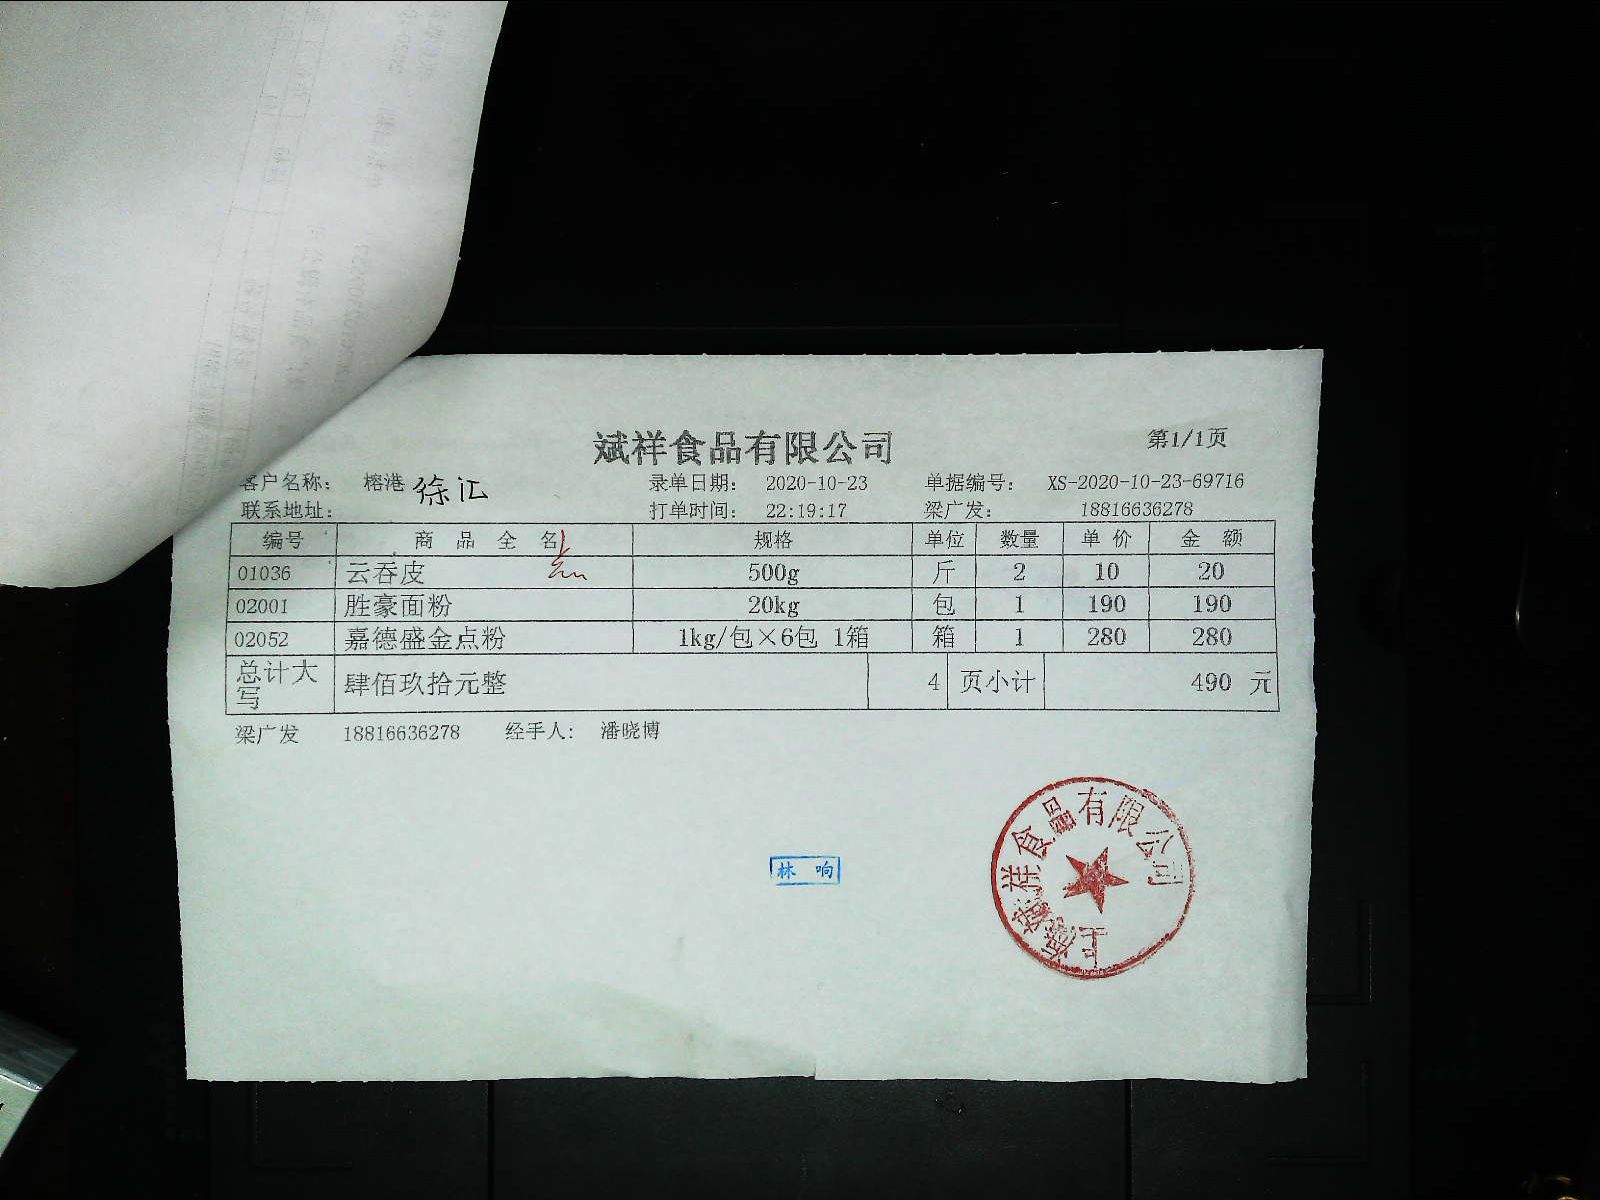 斌祥食品有限公司
第1/1页
客户名称: 榕港 徐汇 录单日期: 2020-10-23 单据编号: XS-2020-10-23-69716
联系地址: 打单时间: 22:19:17 梁广发: 18816636278
编号 商品全名 规格 单位 数量 单价 金额
01036 云吞皮 500g 斤 2 10 20
02001 胜豪面粉 20kg 包 1 190 190
02052 嘉德盛金点粉 1kg/包×6包 1箱 箱 1 280 280
总计大写 肆佰玖拾元整 4 页小计 490 元
梁广发 18816636278 经手人: 潘晓博
林响
上海斌祥食品有限公司